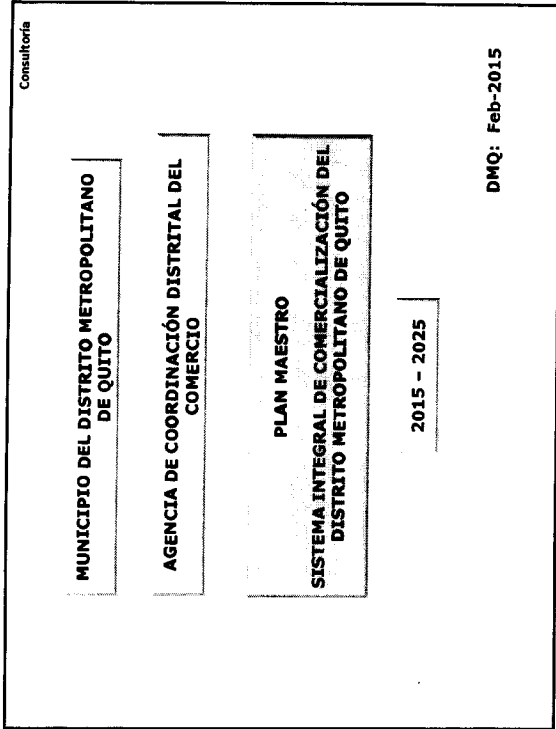 Consultoría
MUNICIPIO DEL DISTRITO METROPOLITANO
DE QUITO
AGENCIA DE COORDINACIÓN DISTRITAL DEL
COMERCIO
PLAN MAESTRO
SISTEMA INTEGRAL DE COMERCIALIZACIÓN DEL
DISTRITO METROPOLITANO DE QUITO
2015 – 2025
DMQ: Feb-2015